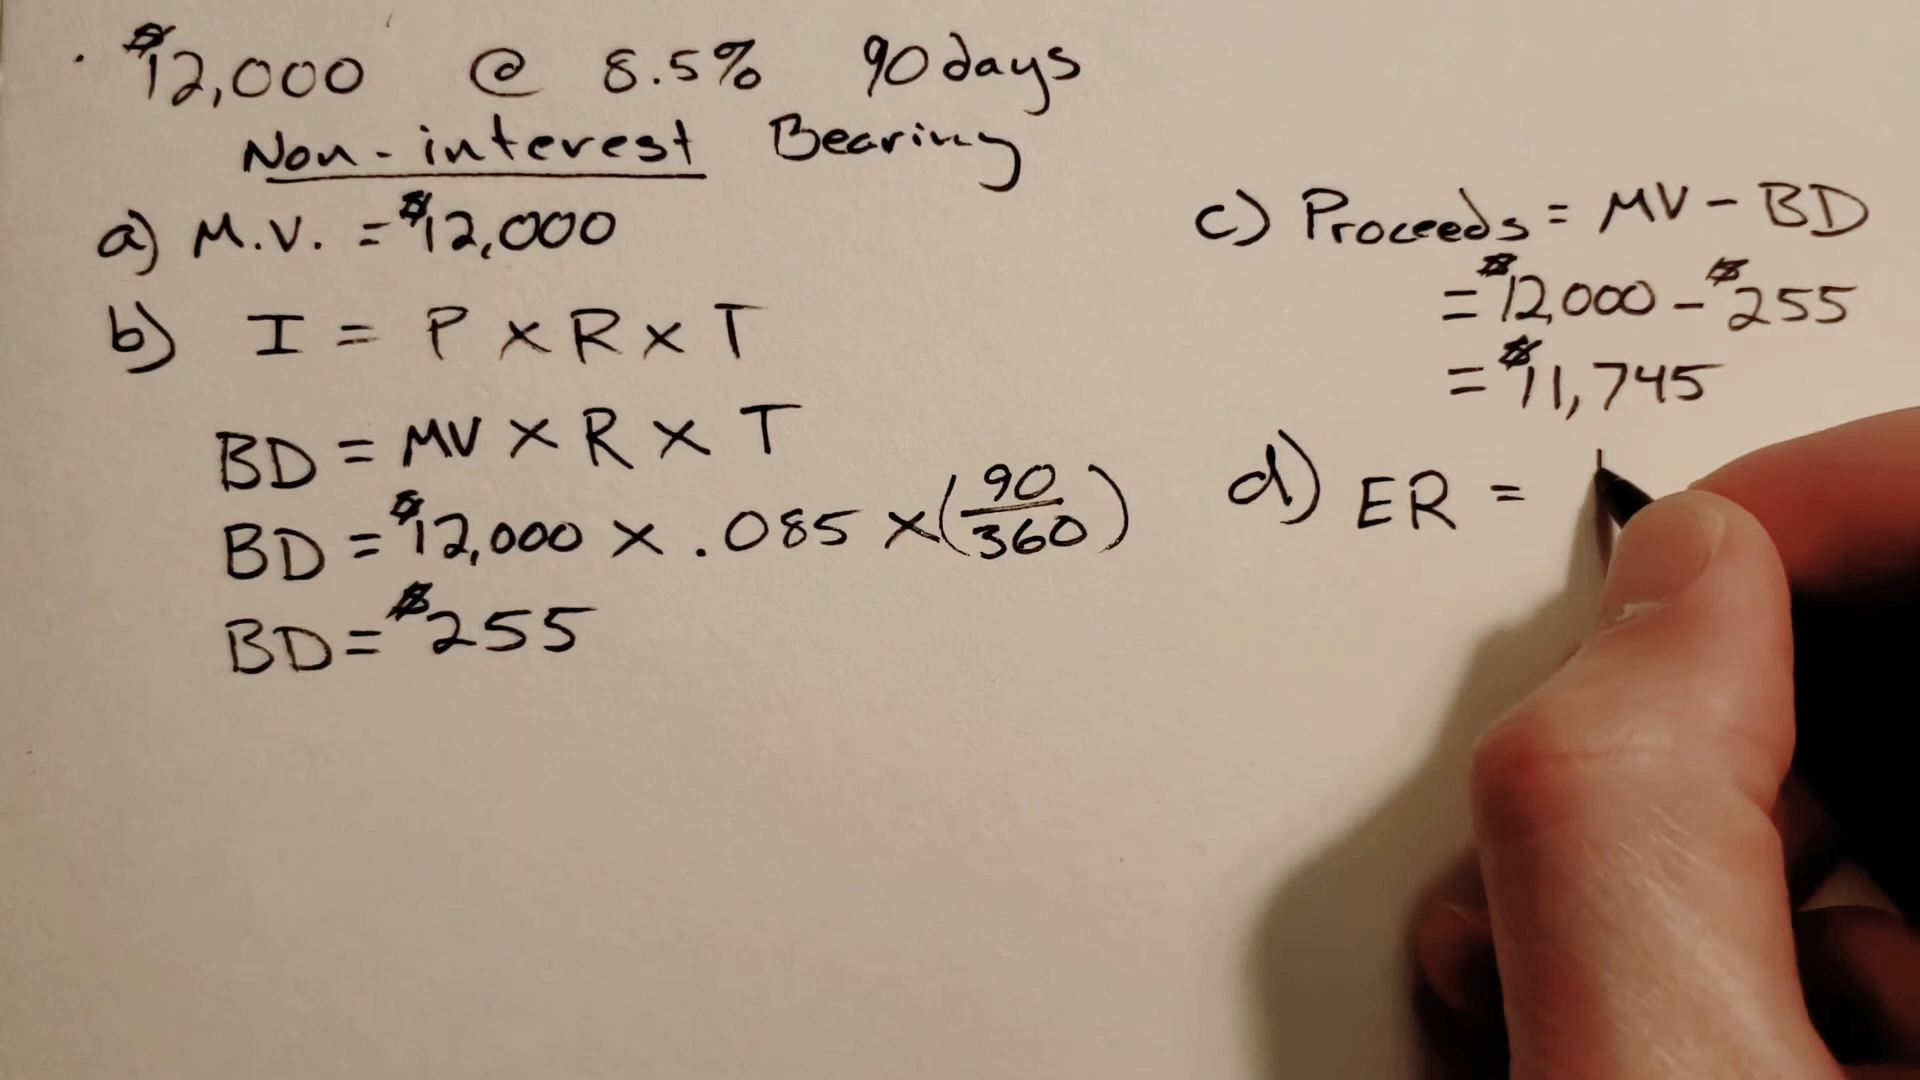 $12,000 @ 8.5% 90 days
Non-interest Bearing
a) M.V. = $12,000
b) I = P × R × T
BD = MV × R × T
BD = $12,000 × .085 × (90/360)
BD = $255
c) Proceeds = MV - BD
= $12,000 - $255
= $11,745
d) ER =